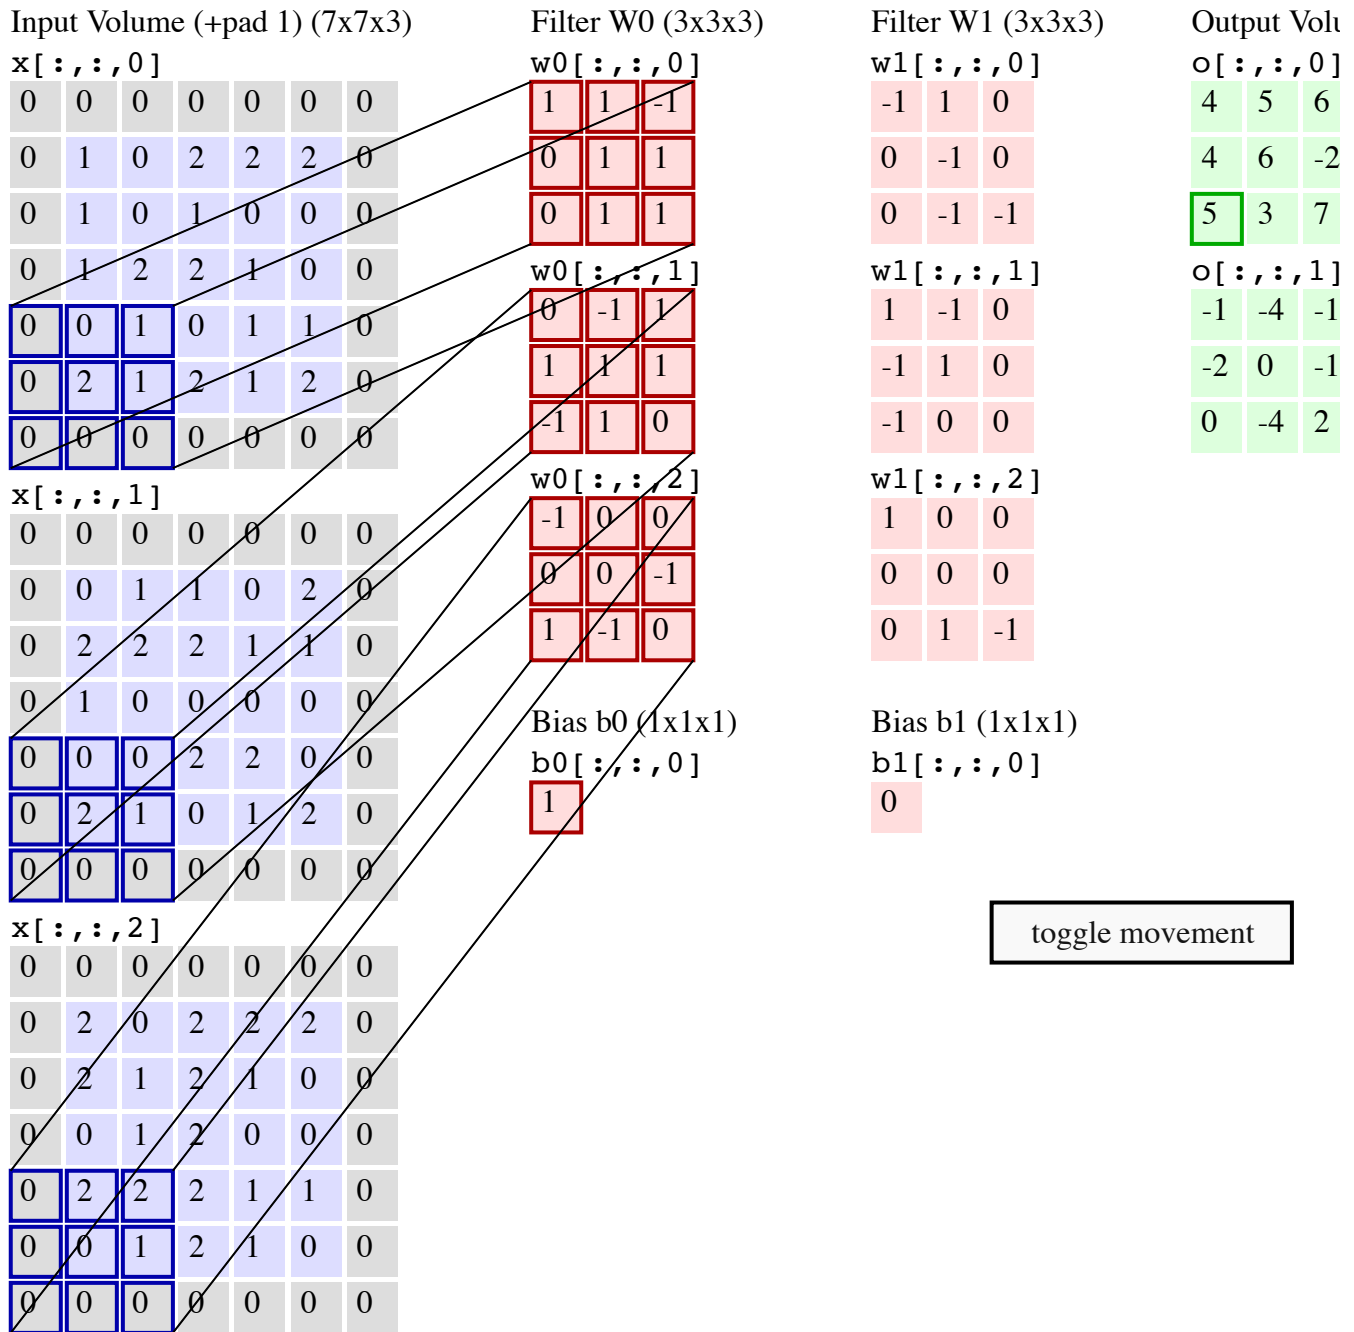 Input Volume (+pad 1) (7x7x3)
x[:,:,0]
0 0 0 0 0 0 0
0 1 0 2 2 2 0
0 1 0 1 0 0 0
0 1 2 2 1 0 0
0 0 1 0 1 1 0
0 2 1 2 1 2 0
0 0 0 0 0 0 0
x[:,:,1]
0 0 0 0 0 0 0
0 0 1 1 0 2 0
0 2 2 2 1 1 0
0 1 0 0 0 0 0
0 0 0 2 2 0 0
0 2 1 0 1 2 0
0 0 0 0 0 0 0
x[:,:,2]
0 0 0 0 0 0 0
0 2 0 2 2 2 0
0 2 1 2 1 0 0
0 0 1 2 0 0 0
0 2 2 2 1 1 0
0 0 1 2 1 0 0
0 0 0 0 0 0 0
Filter W0 (3x3x3)
w0[:,:,0]
1 1 -1
0 1 1
0 1 1
w0[:,:,1]
0 -1 1
1 1 1
-1 1 0
w0[:,:,2]
-1 0 0
0 0 -1
1 -1 0
Bias b0 (1x1x1)
b0[:,:,0]
1
Filter W1 (3x3x3)
w1[:,:,0]
-1 1 0
0 -1 0
0 -1 -1
w1[:,:,1]
1 -1 0
-1 1 0
-1 0 0
w1[:,:,2]
1 0 0
0 0 0
0 1 -1
Bias b1 (1x1x1)
b1[:,:,0]
0
Output Volu
o[:,:,0]
4 5 6
4 6 -2
5 3 7
o[:,:,1]
-1 -4 -1
-2 0 -1
0 -4 2
toggle movement